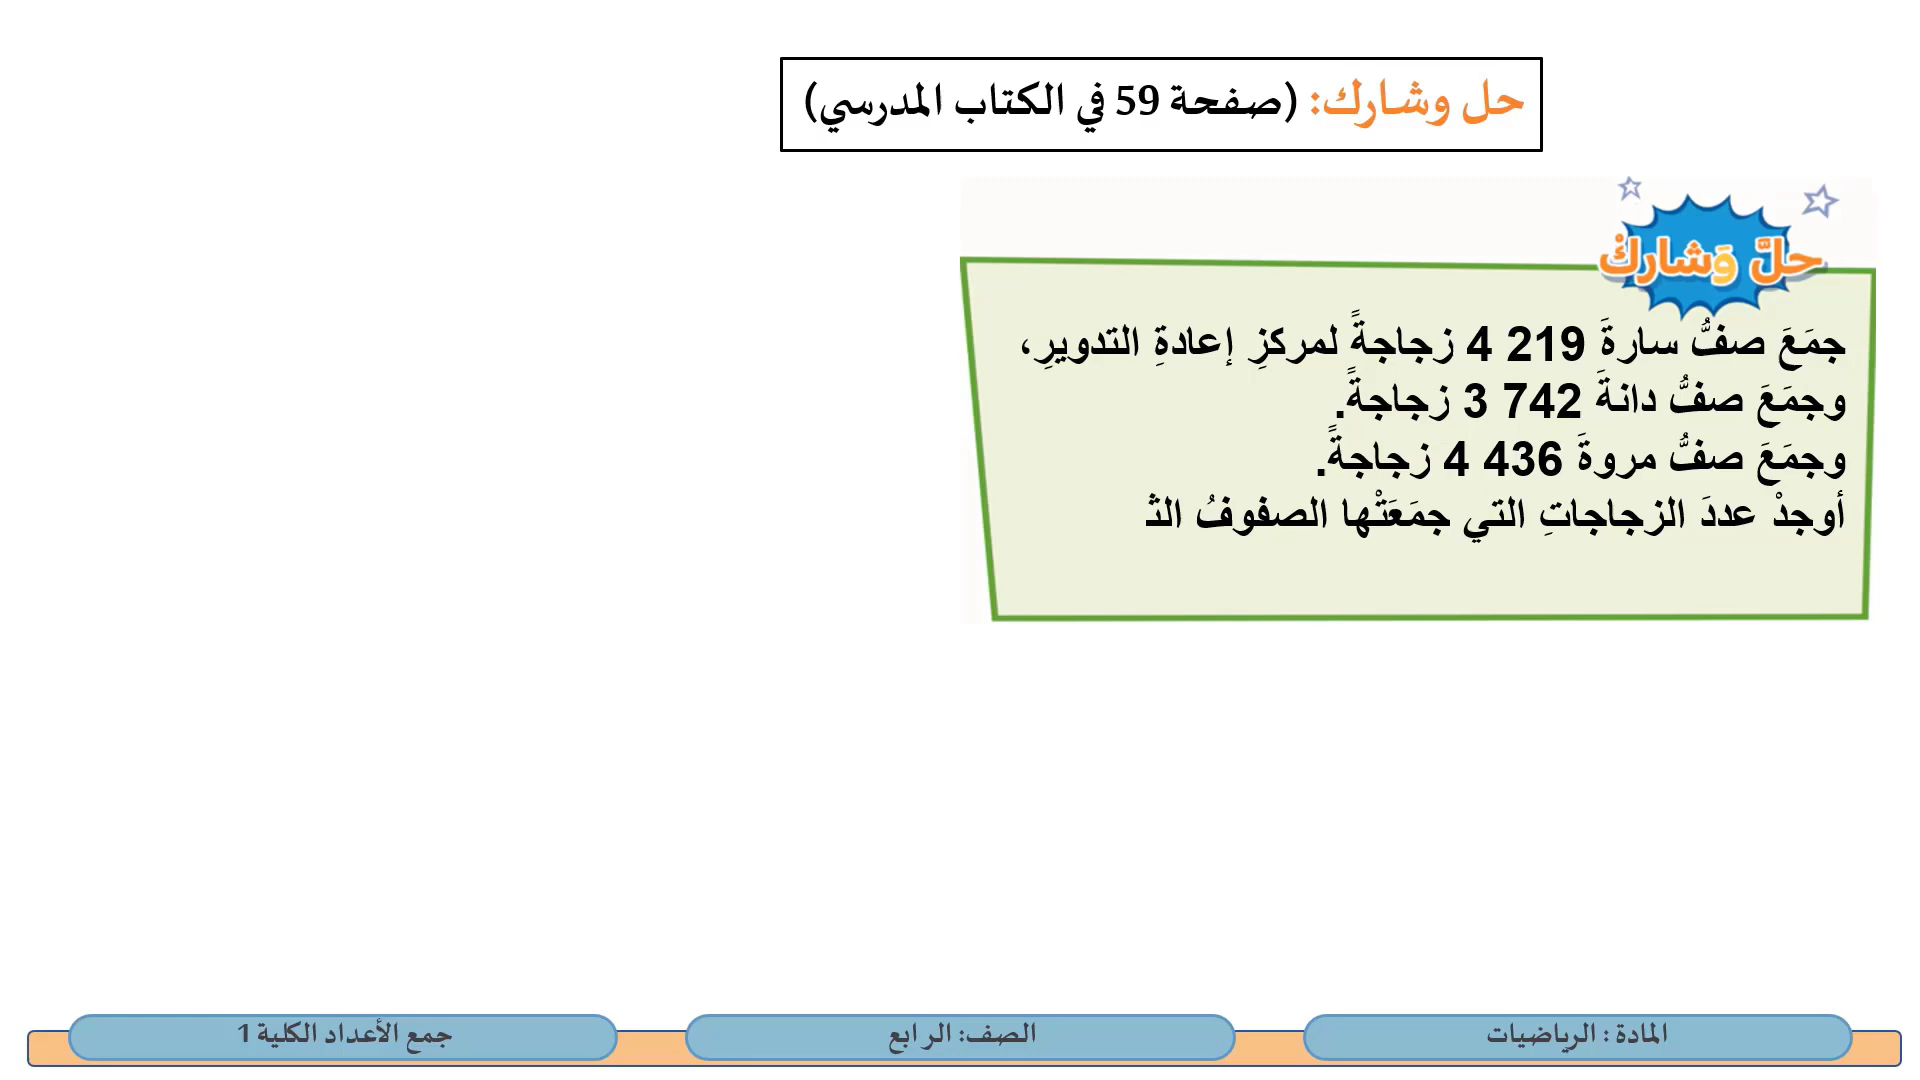 حل وشارك: (صفحة 59 في الكتاب المدرسي)
حلَّ وَشاركْ
جمَعَ صفُّ سارةَ 219 4 زجاجةً لمركزِ إعادةِ التدويرِ،
وجمَعَ صفُّ دانةَ 742 3 زجاجةً.
وجمَعَ صفُّ مروةَ 436 4 زجاجةً.
أوجدْ عددَ الزجاجاتِ التي جمَعَتْها الصفوفُ الث
المادة : الرياضيات
الصف: الرابع
جمع الأعداد الكلية 1